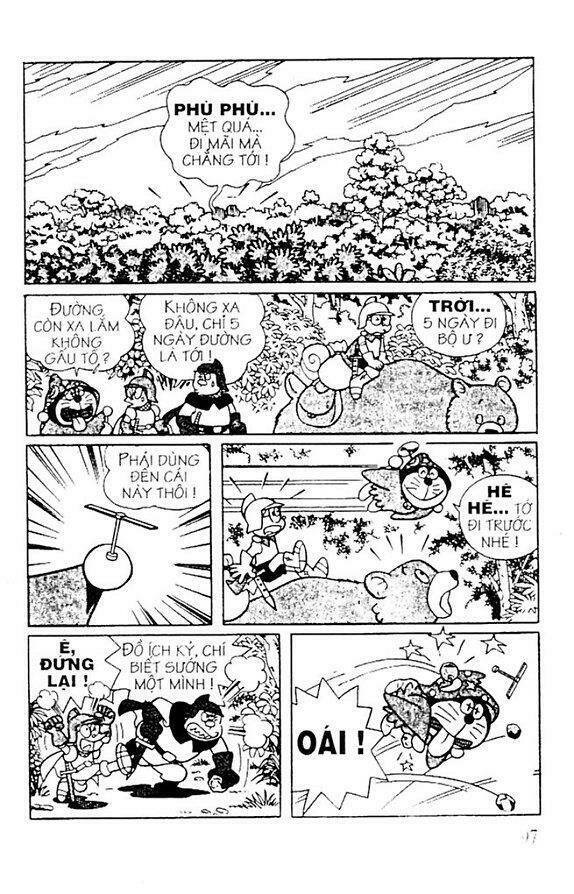 PHÙ PHÙ...
MỆT QUÁ...
ĐI MÃI MÀ
CHẲNG TỚI !
ĐƯỜNG
CÒN XA LẮM
KHÔNG
GẤU TỒ ?
KHÔNG XA
ĐÂU, CHỈ 5
NGÀY ĐƯỜNG
LÀ TỚI !
TRỜI...
5 NGÀY ĐI
BỘ Ư ?
PHẢI DÙNG
ĐẾN CÁI
NÀY THÔI !
HÊ
HÊ... TỚ
ĐI TRƯỚC
NHÉ !
Ê,
ĐỨNG
LẠI !
ĐỒ ÍCH KỶ, CHỈ
BIẾT SƯỚNG
MỘT MÌNH !
OÁI !